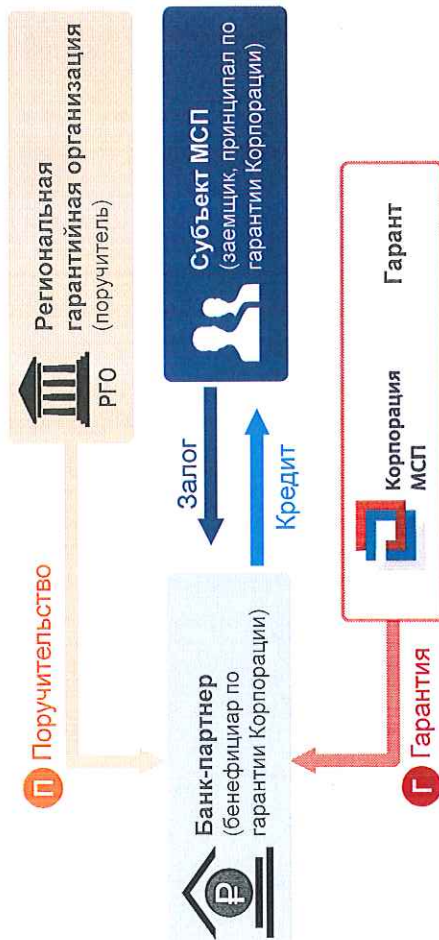 П Поручительство
РГО
Региональная
гарантийная организация
(поручитель)
₽
Банк-партнер
(бенефициар по
гарантии Корпорации)
Залог
Кредит
Субъект МСП
(заемщик, принципал по
гарантии Корпорации)
Г Гарантия
Корпорация
МСП
Гарант